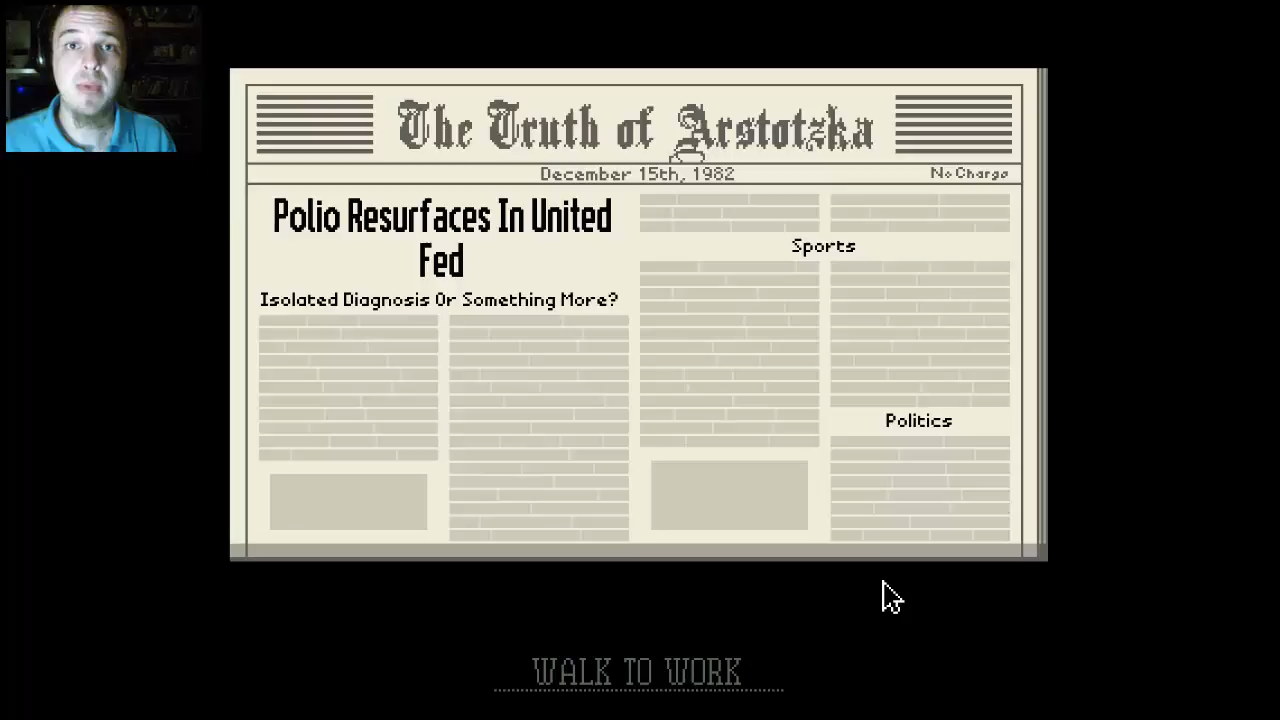 The Truth of Arstotzka
December 15th, 1982
No Charge
Polio Resurfaces In United
Fed
Isolated Diagnosis Or Something More?
Sports
Politics
WALK TO WORK